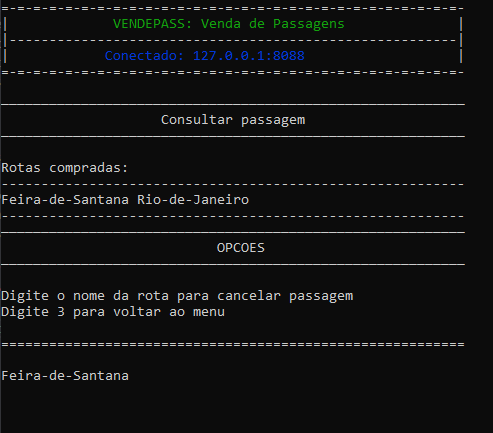 VENDEPASS: Venda de Passagens
Conectado: 127.0.0.1:8088
Consultar passagem
Rotas compradas:
Feira-de-Santana Rio-de-Janeiro
OPCOES
Digite o nome da rota para cancelar passagem
Digite 3 para voltar ao menu
Feira-de-Santana